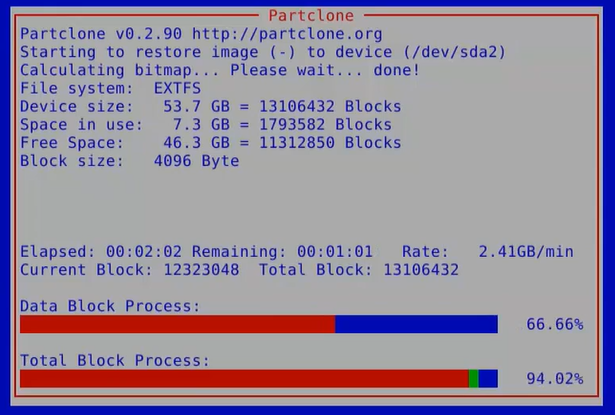 Partclone
Partclone v0.2.90 http://partclone.org
Starting to restore image (-) to device (/dev/sda2)
Calculating bitmap... Please wait... done!
File system:  EXTFS
Device size:   53.7 GB = 13106432 Blocks
Space in use:   7.3 GB = 1793582 Blocks
Free Space:    46.3 GB = 11312850 Blocks
Block size:   4096 Byte
Elapsed: 00:02:02 Remaining: 00:01:01   Rate:   2.41GB/min
Current Block: 12323048  Total Block: 13106432
Data Block Process:
66.66%
Total Block Process:
94.02%